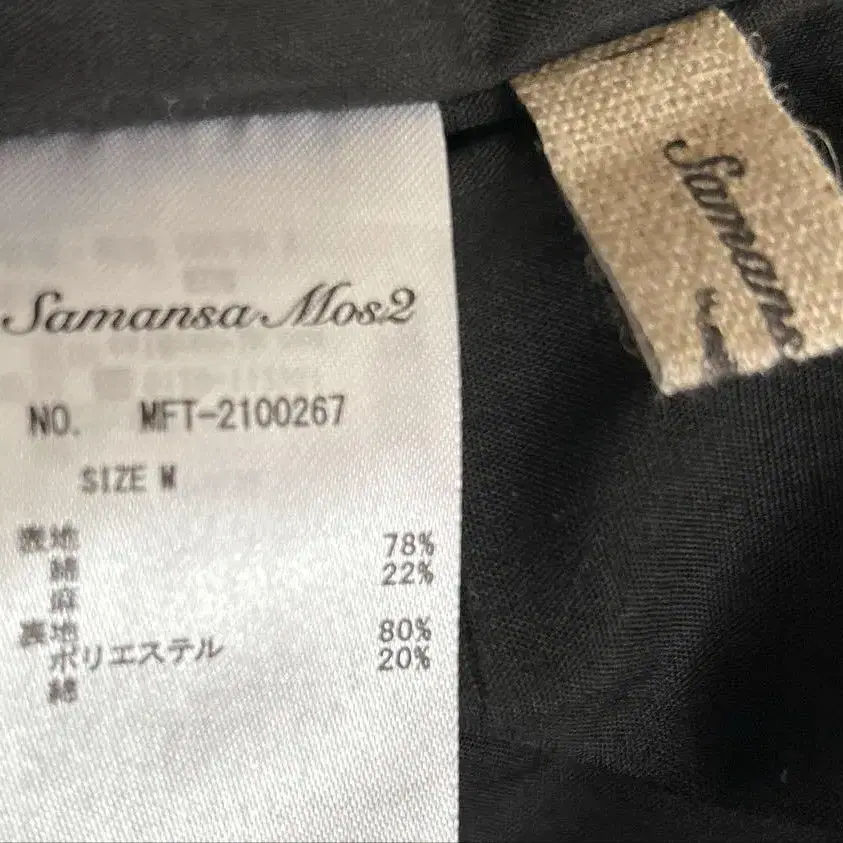 Samansa Mos2
NO. MFT-2100267
SIZE M
表地
綿 78%
麻 22%
裏地
ポリエステル 80%
綿 20%
Samans